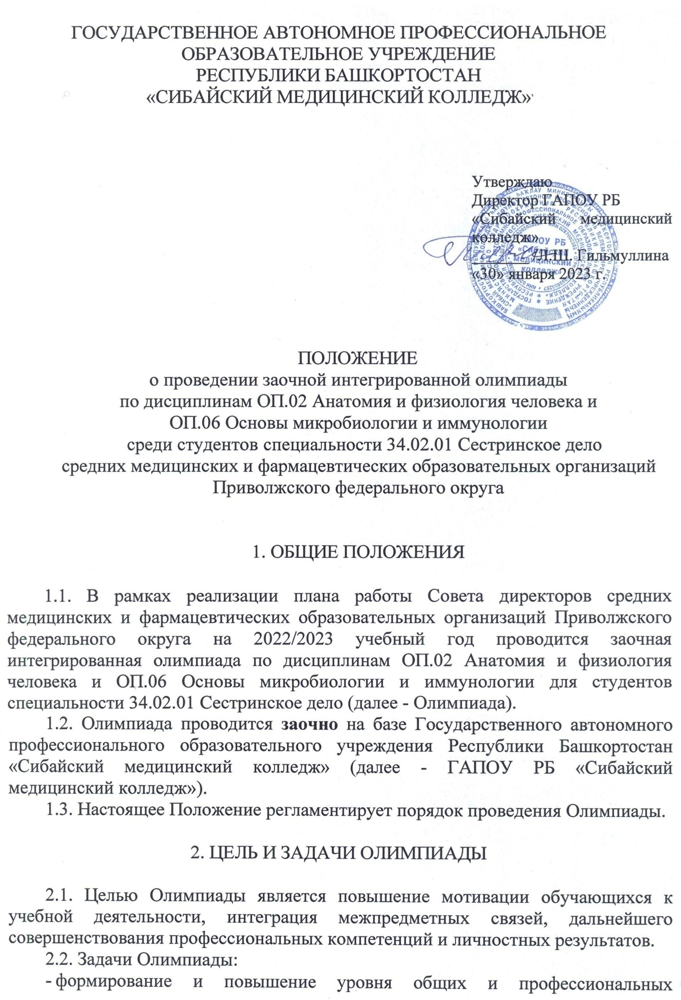 ГОСУДАРСТВЕННОЕ АВТОНОМНОЕ ПРОФЕССИОНАЛЬНОЕ
ОБРАЗОВАТЕЛЬНОЕ УЧРЕЖДЕНИЕ
РЕСПУБЛИКИ БАШКОРТОСТАН
«СИБАЙСКИЙ МЕДИЦИНСКИЙ КОЛЛЕДЖ»
Утверждаю
Директор ГАПОУ РБ
«Сибайский медицинский
колледж»
Л.Ш. Гильмуллина
«30» января 2023 г.
ГАПОУ РБ
«Сибайский
медицинский
колледж»
ПОЛОЖЕНИЕ
о проведении заочной интегрированной олимпиады
по дисциплинам ОП.02 Анатомия и физиология человека и
ОП.06 Основы микробиологии и иммунологии
среди студентов специальности 34.02.01 Сестринское дело
средних медицинских и фармацевтических образовательных организаций
Приволжского федерального округа
1. ОБЩИЕ ПОЛОЖЕНИЯ
1.1. В рамках реализации плана работы Совета директоров средних
медицинских и фармацевтических образовательных организаций Приволжского
федерального округа на 2022/2023 учебный год проводится заочная
интегрированная олимпиада по дисциплинам ОП.02 Анатомия и физиология
человека и ОП.06 Основы микробиологии и иммунологии для студентов
специальности 34.02.01 Сестринское дело (далее - Олимпиада).
1.2. Олимпиада проводится заочно на базе Государственного автономного
профессионального образовательного учреждения Республики Башкортостан
«Сибайский медицинский колледж» (далее - ГАПОУ РБ «Сибайский
медицинский колледж»).
1.3. Настоящее Положение регламентирует порядок проведения Олимпиады.
2. ЦЕЛЬ И ЗАДАЧИ ОЛИМПИАДЫ
2.1. Целью Олимпиады является повышение мотивации обучающихся к
учебной деятельности, интеграция межпредметных связей, дальнейшего
совершенствования профессиональных компетенций и личностных результатов.
2.2. Задачи Олимпиады:
- формирование и повышение уровня общих и профессиональных